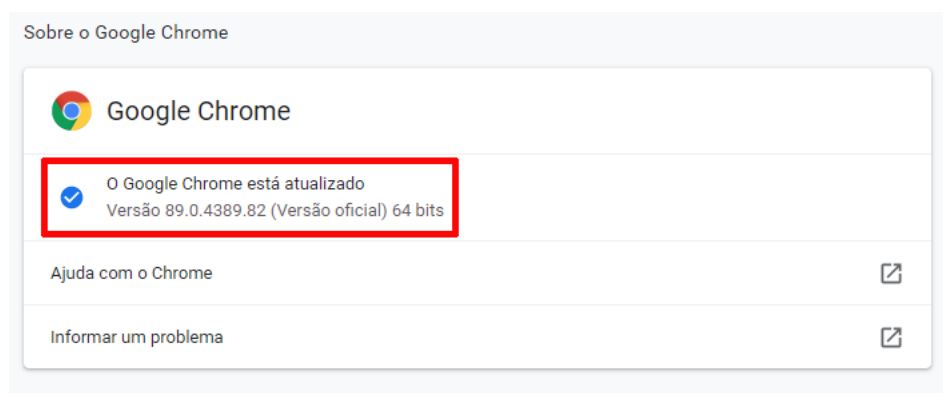 Sobre o Google Chrome
Google Chrome
O Google Chrome está atualizado
Versão 89.0.4389.82 (Versão oficial) 64 bits
Ajuda com o Chrome
Informar um problema